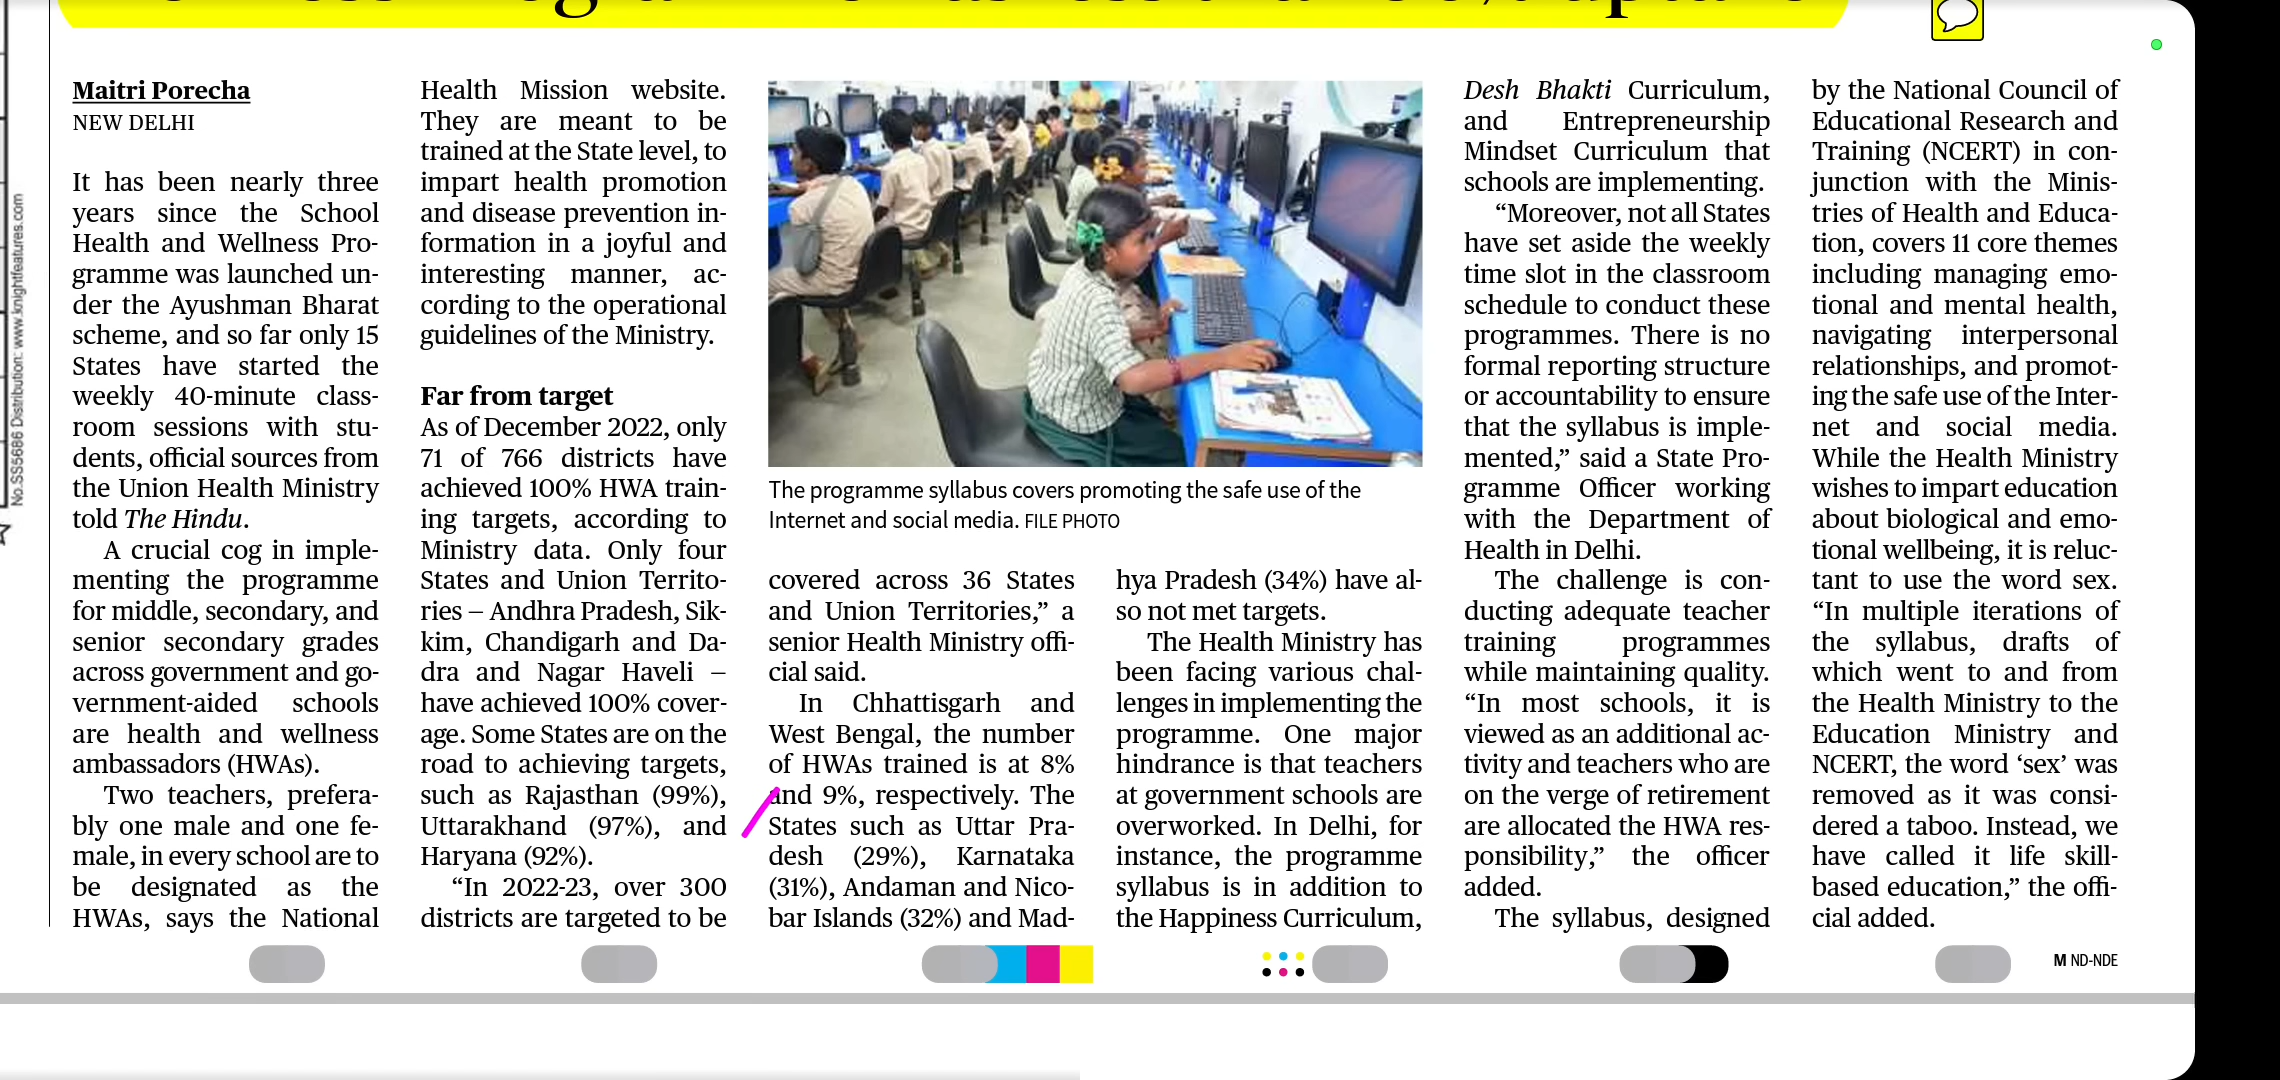 Maitri Porecha
NEW DELHI
It has been nearly three
years since the School
Health and Wellness Pro-
gramme was launched un-
der the Ayushman Bharat
scheme, and so far only 15
States have started the
weekly 40-minute class-
room sessions with stu-
dents, official sources from
the Union Health Ministry
told The Hindu.
A crucial cog in imple-
menting the programme
for middle, secondary, and
senior secondary grades
across government and go-
vernment-aided schools
are health and wellness
ambassadors (HWAs).
Two teachers, prefera-
bly one male and one fe-
male, in every school are to
be designated as the
HWAs, says the National
Health Mission website.
They are meant to be
trained at the State level, to
impart health promotion
and disease prevention in-
formation in a joyful and
interesting manner, ac-
cording to the operational
guidelines of the Ministry.
Far from target
As of December 2022, only
71 of 766 districts have
achieved 100% HWA train-
ing targets, according to
Ministry data. Only four
States and Union Territo-
ries – Andhra Pradesh, Sik-
kim, Chandigarh and Da-
dra and Nagar Haveli –
have achieved 100% cover-
age. Some States are on the
road to achieving targets,
such as Rajasthan (99%),
Uttarakhand (97%), and
Haryana (92%).
“In 2022-23, over 300
districts are targeted to be
The programme syllabus covers promoting the safe use of the
Internet and social media. FILE PHOTO
covered across 36 States
and Union Territories,” a
senior Health Ministry offi-
cial said.
In Chhattisgarh and
West Bengal, the number
of HWAs trained is at 8%
and 9%, respectively. The
States such as Uttar Pra-
desh (29%), Karnataka
(31%), Andaman and Nico-
bar Islands (32%) and Mad-
hya Pradesh (34%) have al-
so not met targets.
The Health Ministry has
been facing various chal-
lenges in implementing the
programme. One major
hindrance is that teachers
at government schools are
overworked. In Delhi, for
instance, the programme
syllabus is in addition to
the Happiness Curriculum,
Desh Bhakti Curriculum,
and Entrepreneurship
Mindset Curriculum that
schools are implementing.
“Moreover, not all States
have set aside the weekly
time slot in the classroom
schedule to conduct these
programmes. There is no
formal reporting structure
or accountability to ensure
that the syllabus is imple-
mented,” said a State Pro-
gramme Officer working
with the Department of
Health in Delhi.
The challenge is con-
ducting adequate teacher
training programmes
while maintaining quality.
“In most schools, it is
viewed as an additional ac-
tivity and teachers who are
on the verge of retirement
are allocated the HWA res-
ponsibility,” the officer
added.
The syllabus, designed
by the National Council of
Educational Research and
Training (NCERT) in con-
junction with the Minis-
tries of Health and Educa-
tion, covers 11 core themes
including managing emo-
tional and mental health,
navigating interpersonal
relationships, and promot-
ing the safe use of the Inter-
net and social media.
While the Health Ministry
wishes to impart education
about biological and emo-
tional wellbeing, it is reluc-
tant to use the word sex.
“In multiple iterations of
the syllabus, drafts of
which went to and from
the Health Ministry to the
Education Ministry and
NCERT, the word ‘sex’ was
removed as it was consi-
dered a taboo. Instead, we
have called it life skill-
based education,” the offi-
cial added.
M ND-NDE
No.SS5686 Distribution: www.knightfeatures.com